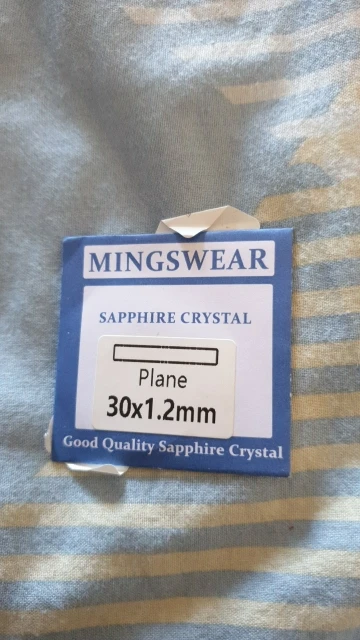 MINGSWEAR
SAPPHIRE CRYSTAL
Plane
30x1.2mm
Good Quality Sapphire Crystal